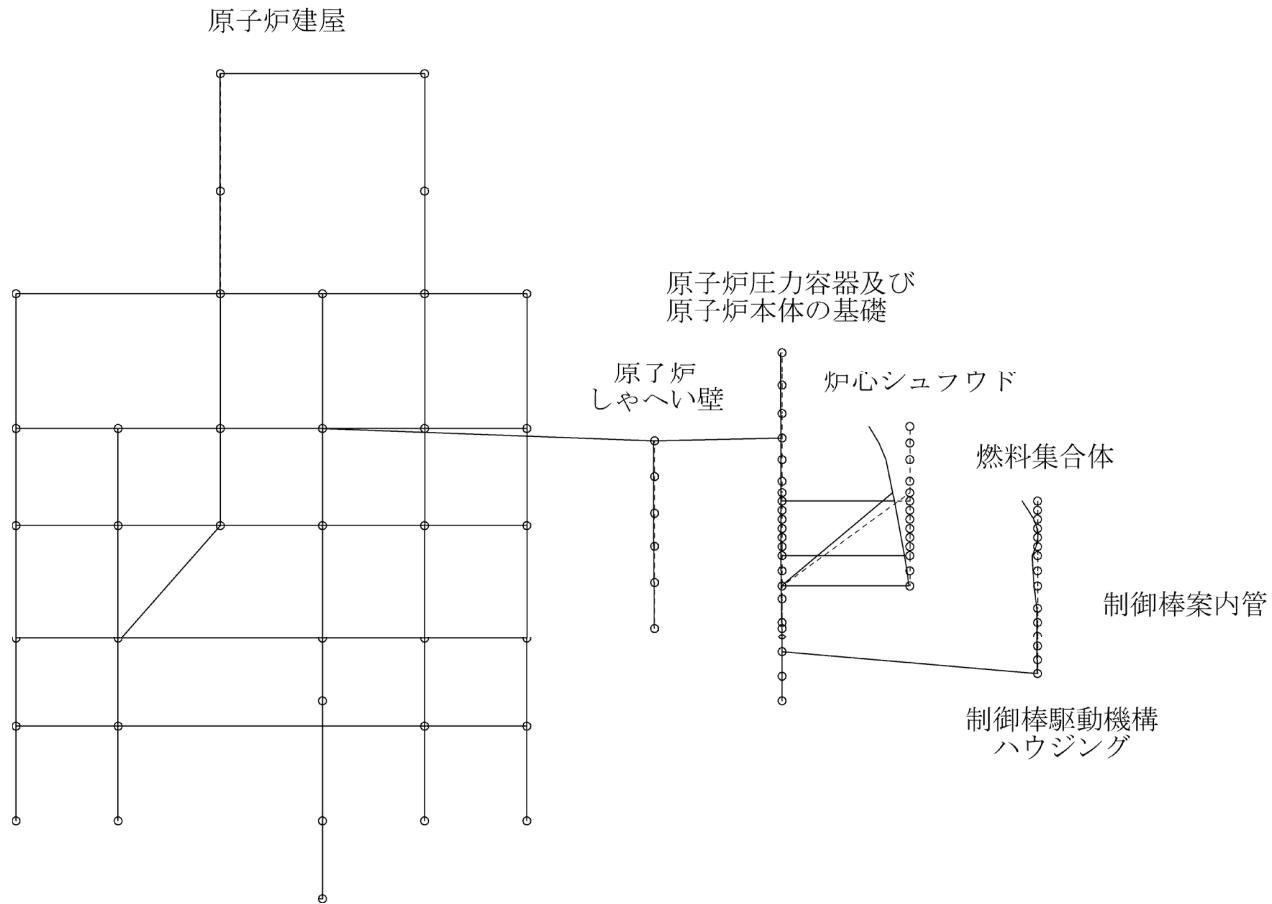 原子炉建屋
原子炉圧力容器及び
原子炉本体の基礎
原子炉
しゃへい壁
炉心シュラウド
燃料集合体
制御棒案内管
制御棒駆動機構
ハウジング